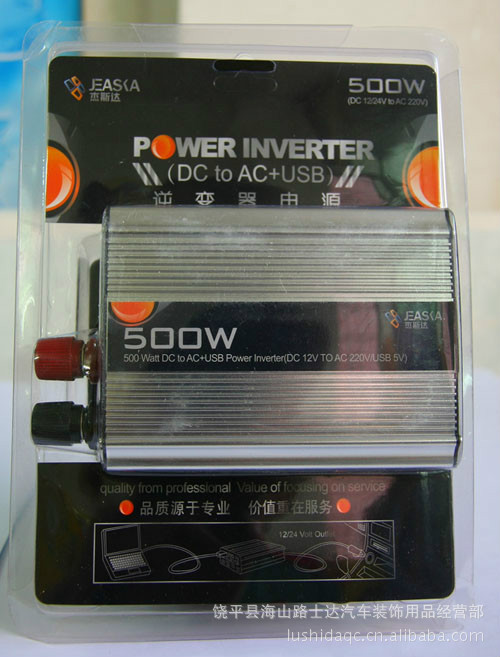 JEASKA
杰斯达
500W
(DC 12/24V to AC 220V)
POWER INVERTER
(DC to AC+USB)
逆变器电源
JEASKA
杰斯达
500W
500 Watt DC to AC+USB Power Inverter(DC 12V TO AC 220V/USB 5V)
quality from professional Value of focusing on service
品质源于专业 价值重在服务
12/24 Volt Outlet
饶平县海山路士达汽车装饰用品经营部
lushidaqc.cn.alibaba.cn